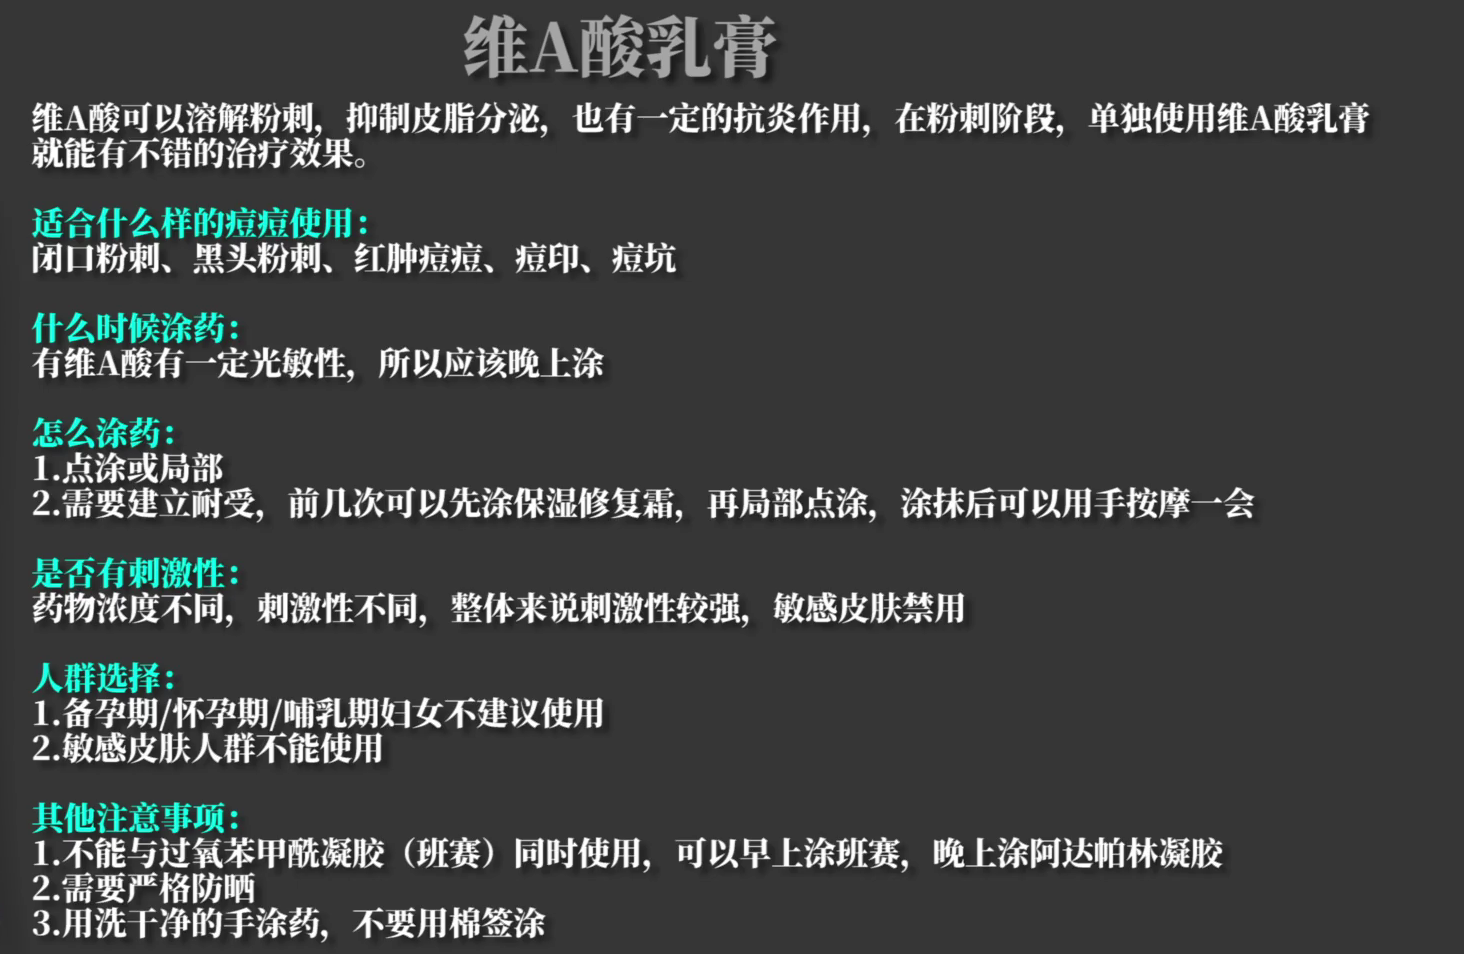 维A酸乳膏
维A酸可以溶解粉刺，抑制皮脂分泌，也有一定的抗炎作用，在粉刺阶段，单独使用维A酸乳膏
就能有不错的治疗效果。
适合什么样的痘痘使用：
闭口粉刺、黑头粉刺、红肿痘痘、痘印、痘坑
什么时候涂药：
有维A酸有一定光敏性，所以应该晚上涂
怎么涂药：
1.点涂或局部
2.需要建立耐受，前几次可以先涂保湿修复霜，再局部点涂，涂抹后可以用手按摩一会
是否有刺激性：
药物浓度不同，刺激性不同，整体来说刺激性较强，敏感皮肤禁用
人群选择：
1.备孕期/怀孕期/哺乳期妇女不建议使用
2.敏感皮肤人群不能使用
其他注意事项：
1.不能与过氧苯甲酰凝胶（班赛）同时使用，可以早上涂班赛，晚上涂阿达帕林凝胶
2.需要严格防晒
3.用洗干净的手涂药，不要用棉签涂